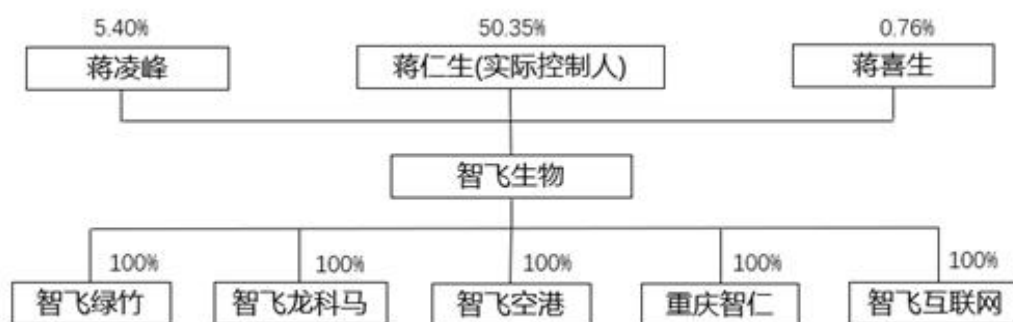 5.40% 50.35% 0.76%
蒋凌峰 蒋仁生(实际控制人) 蒋喜生
智飞生物
100% 100% 100% 100% 100%
智飞绿竹 智飞龙科马 智飞空港 重庆智仁 智飞互联网